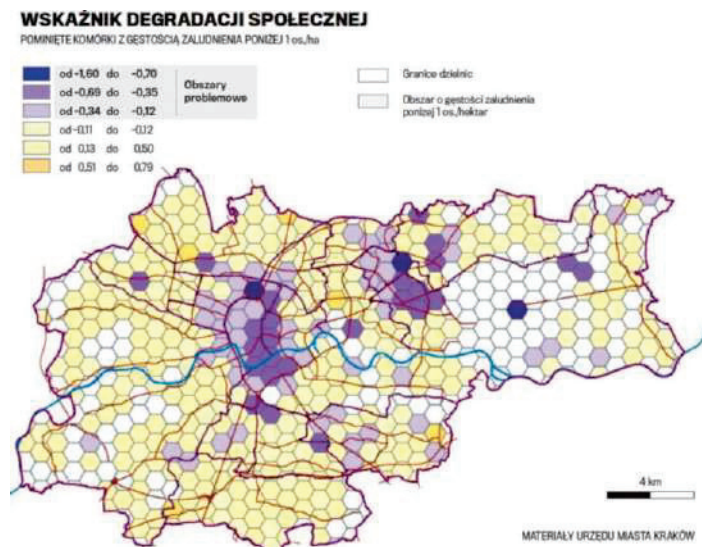 WSKAŹNIK DEGRADACJI SPOŁECZNEJ
POMINIĘTE KOMÓRKI Z GĘSTOŚCIĄ ZALUDNIENIA PONIŻEJ 1 os./ha
od -1,60 do -0,70
od -0,69 do -0,35
od -0,34 do -0,12
od -0,11 do -0,12
od 0,13 do 0,50
od 0,51 do 0,79
Obszary
problemowe
Granice dzielnic
Obszar o gęstości zaludnienia
poniżej 1 os./hektar
4 km
MATERIAŁY URZĘDU MIASTA KRAKÓW